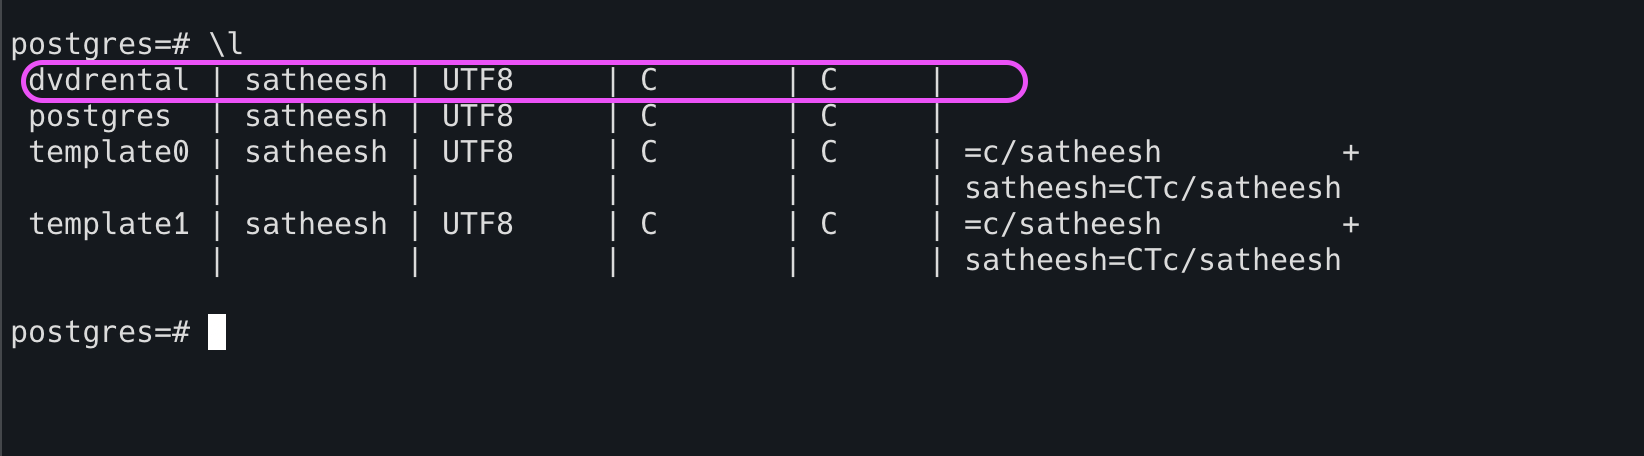 postgres=# \l
 dvdrental | satheesh | UTF8     | C       | C     |
 postgres  | satheesh | UTF8     | C       | C     |
 template0 | satheesh | UTF8     | C       | C     | =c/satheesh          +
           |          |          |         |       | satheesh=CTc/satheesh
 template1 | satheesh | UTF8     | C       | C     | =c/satheesh          +
           |          |          |         |       | satheesh=CTc/satheesh
postgres=#